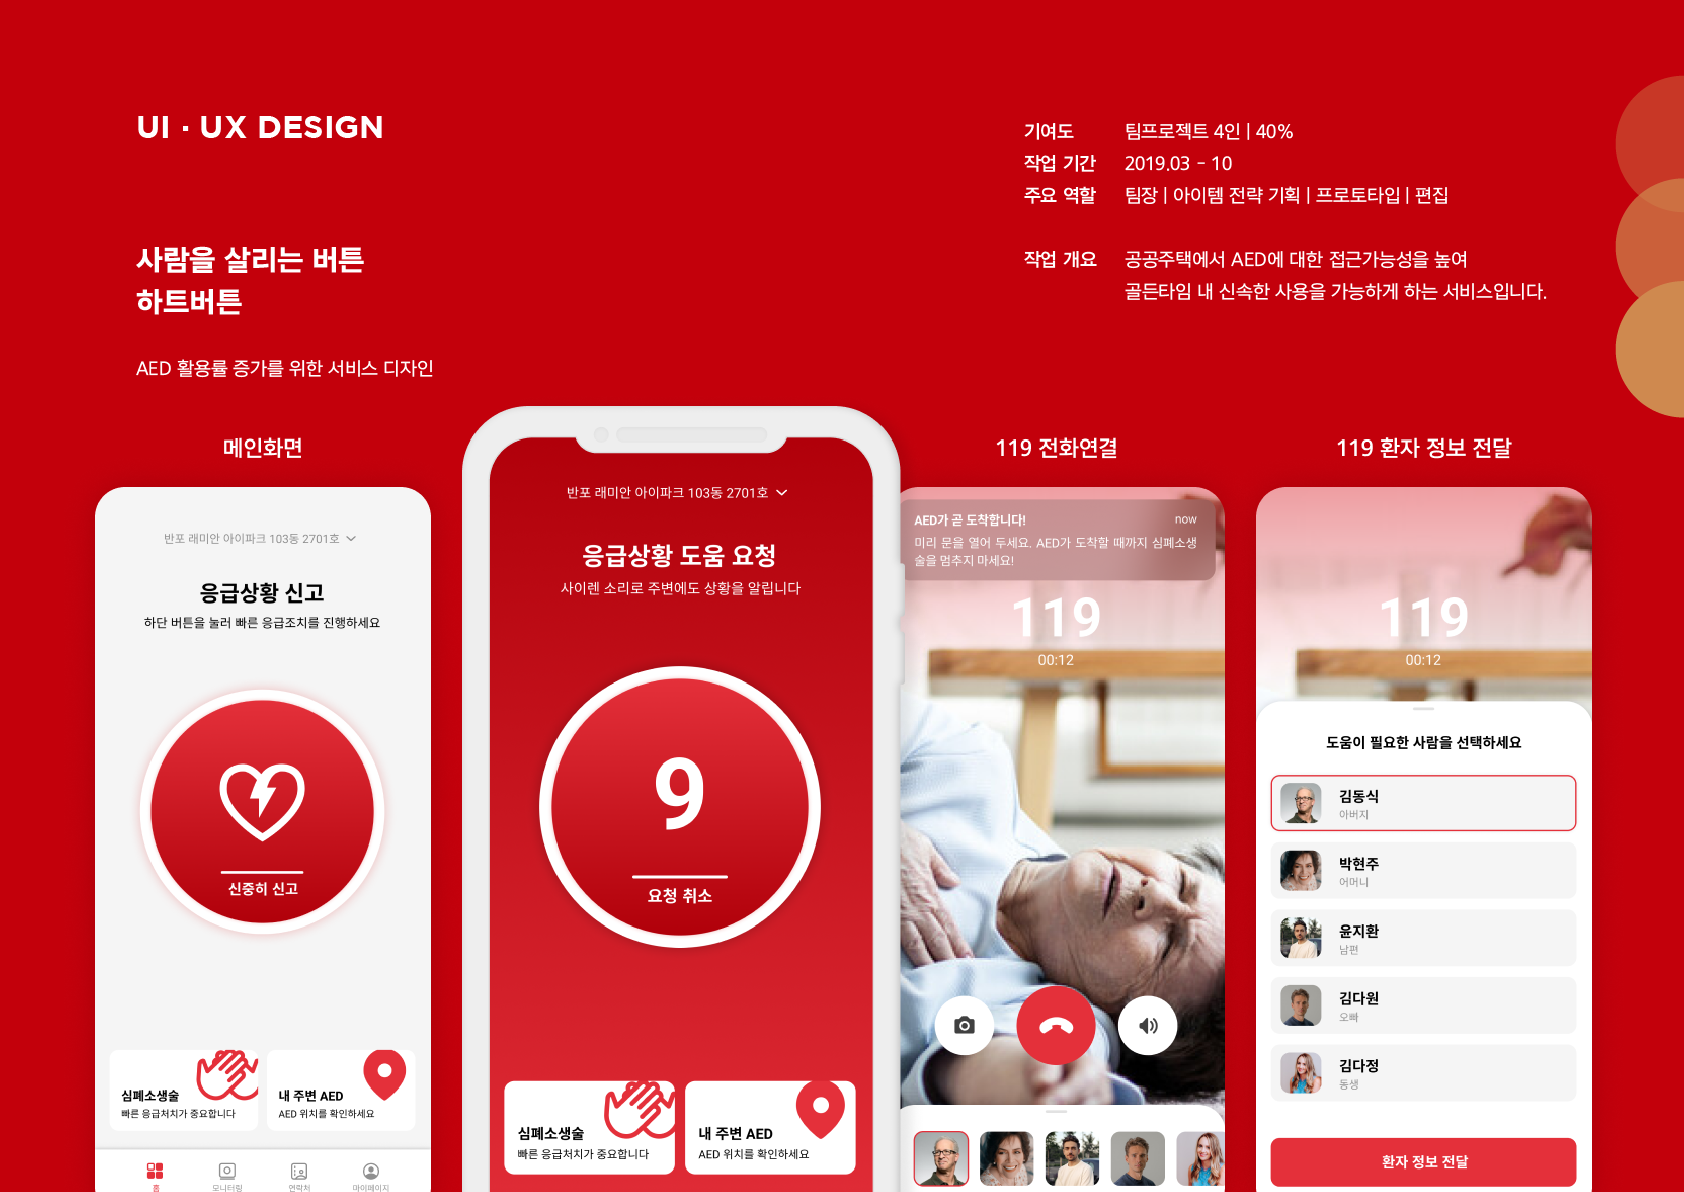 UI · UX DESIGN
사람을 살리는 버튼
하트버튼
AED 활용률 증가를 위한 서비스 디자인
기여도 팀프로젝트 4인 | 40%
작업 기간 2019.03 - 10
주요 역할 팀장 | 아이템 전략 기획 | 프로토타입 | 편집
작업 개요 공공주택에서 AED에 대한 접근가능성을 높여
골든타임 내 신속한 사용을 가능하게 하는 서비스입니다.
메인화면
반포 래미안 아이파크 103동 2701호
응급상황 신고
하단 버튼을 눌러 빠른 응급조치를 진행하세요
신중히 신고
심폐소생술
빠른 응급처치가 중요합니다
내 주변 AED
AED 위치를 확인하세요
홈
모니터링
연락처
마이페이지
반포 래미안 아이파크 103동 2701호
응급상황 도움 요청
사이렌 소리로 주변에도 상황을 알립니다
9
요청 취소
심폐소생술
빠른 응급처치가 중요합니다
내 주변 AED
AED 위치를 확인하세요
119 전화연결
AED가 곧 도착합니다! now
미리 문을 열어 두세요. AED가 도착할 때까지 심폐소생
술을 멈추지 마세요!
119
00:12
119 환자 정보 전달
119
00:12
도움이 필요한 사람을 선택하세요
김동식
아버지
박현주
어머니
윤지환
남편
김다원
오빠
김다정
동생
환자 정보 전달